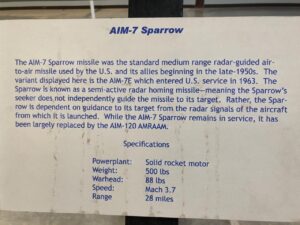 AIM-7 Sparrow
The AIM-7 Sparrow missile was the standard medium range radar-guided air-
to-air missile used by the U.S. and its allies beginning in the late-1950s. The
variant displayed here is the AIM-7E which entered U.S. service in 1963. The
Sparrow is known as a semi-active radar homing missile—meaning the Sparrow's
seeker does not independently guide the missile to its target. Rather, the Spar-
row is dependent on guidance to its target from the radar signals of the aircraft
from which it is launched. While the AIM-7 Sparrow remains in service, it has
been largely replaced by the AIM-120 AMRAAM.
Specifications
Powerplant: Solid rocket motor
Weight: 500 lbs
Warhead: 88 lbs
Speed: Mach 3.7
Range 28 miles